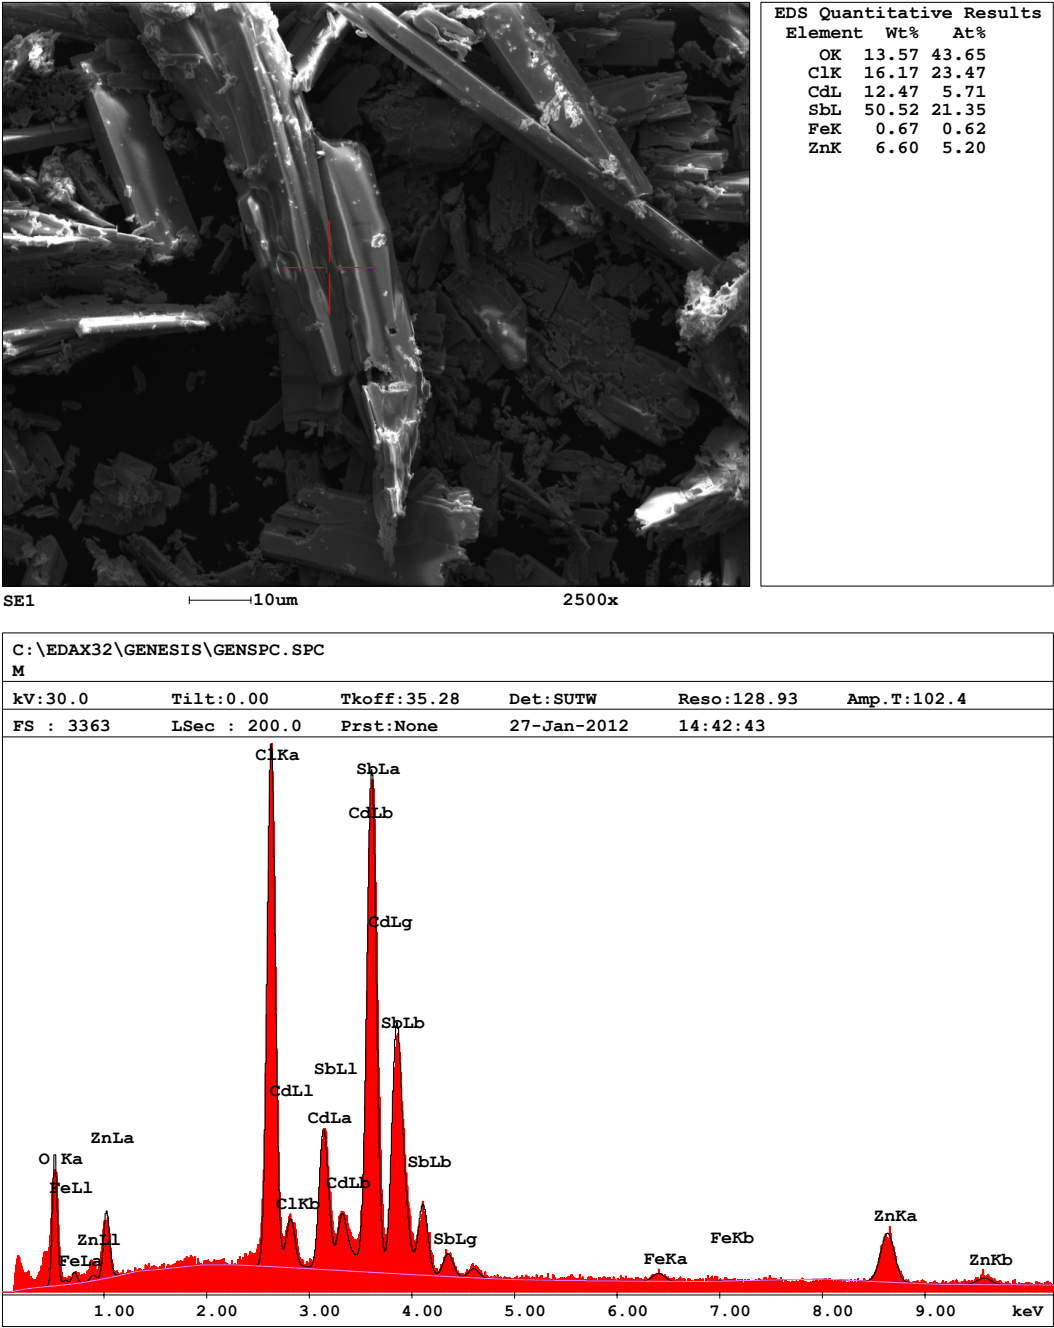 EDS Quantitative Results
Element Wt% At%
OK 13.57 43.65
ClK 16.17 23.47
CdL 12.47 5.71
SbL 50.52 21.35
FeK 0.67 0.62
ZnK 6.60 5.20
SE1 10um 2500x
C:\EDAX32\GENESIS\GENSPC.SPC
M
kV:30.0 Tilt:0.00 Tkoff:35.28 Det:SUTW Reso:128.93 Amp.T:102.4
FS : 3363 LSec : 200.0 Prst:None 27-Jan-2012 14:42:43
ClKa
SbLa
CdLb
CdLg
SbLb
SbLl
CdLl
CdLa
ZnLa
O Ka
SbLb
CdLb
FeLl
ClKb
ZnKa
ZnLl
SbLg
FeKb
FeLa
FeKa
ZnKb
1.00 2.00 3.00 4.00 5.00 6.00 7.00 8.00 9.00 keV